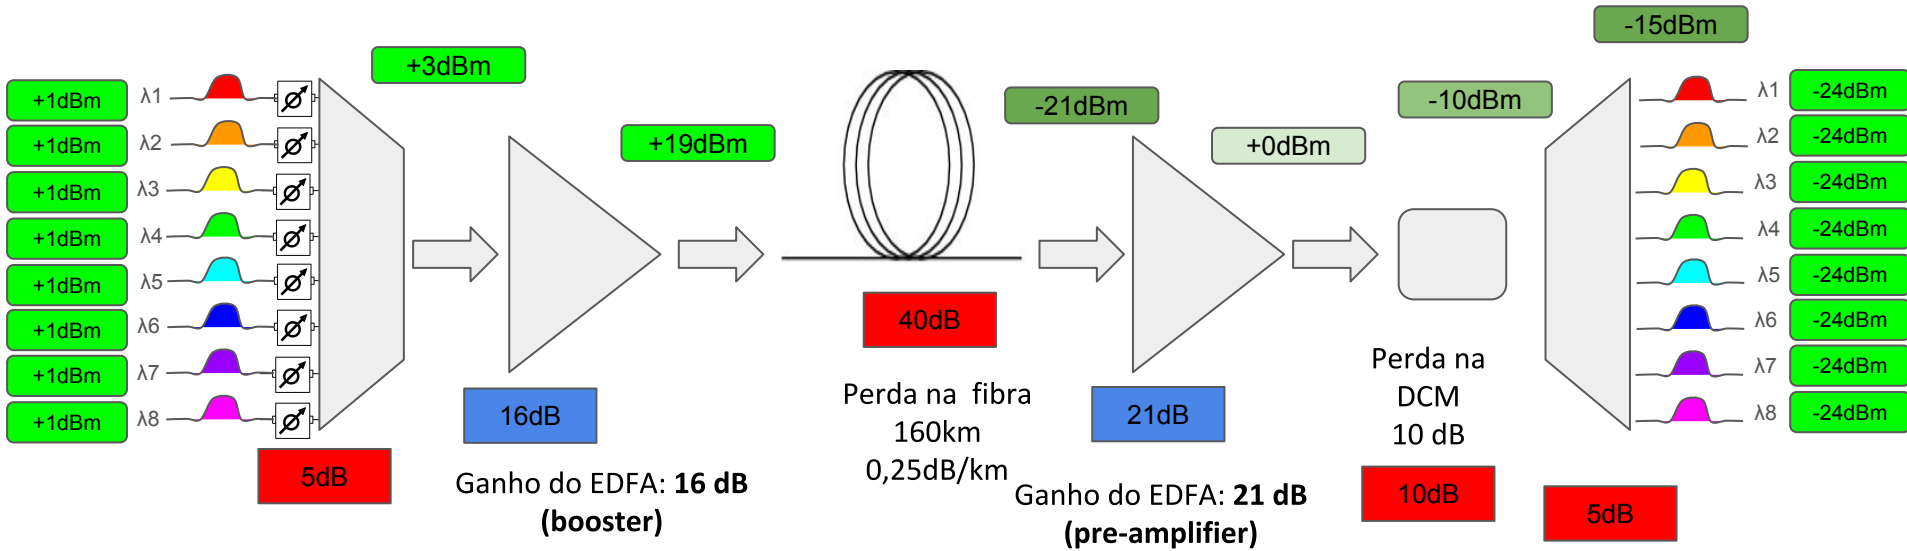 -15dBm
+3dBm
+1dBm λ1
+1dBm λ2
+1dBm λ3
+1dBm λ4
+1dBm λ5
+1dBm λ6
+1dBm λ7
+1dBm λ8
5dB
16dB
Ganho do EDFA: 16 dB
(booster)
+19dBm
40dB
Perda na fibra
160km
0,25dB/km
-21dBm
21dB
Ganho do EDFA: 21 dB
(pre-amplifier)
+0dBm
-10dBm
Perda na
DCM
10 dB
10dB
5dB
λ1 -24dBm
λ2 -24dBm
λ3 -24dBm
λ4 -24dBm
λ5 -24dBm
λ6 -24dBm
λ7 -24dBm
λ8 -24dBm